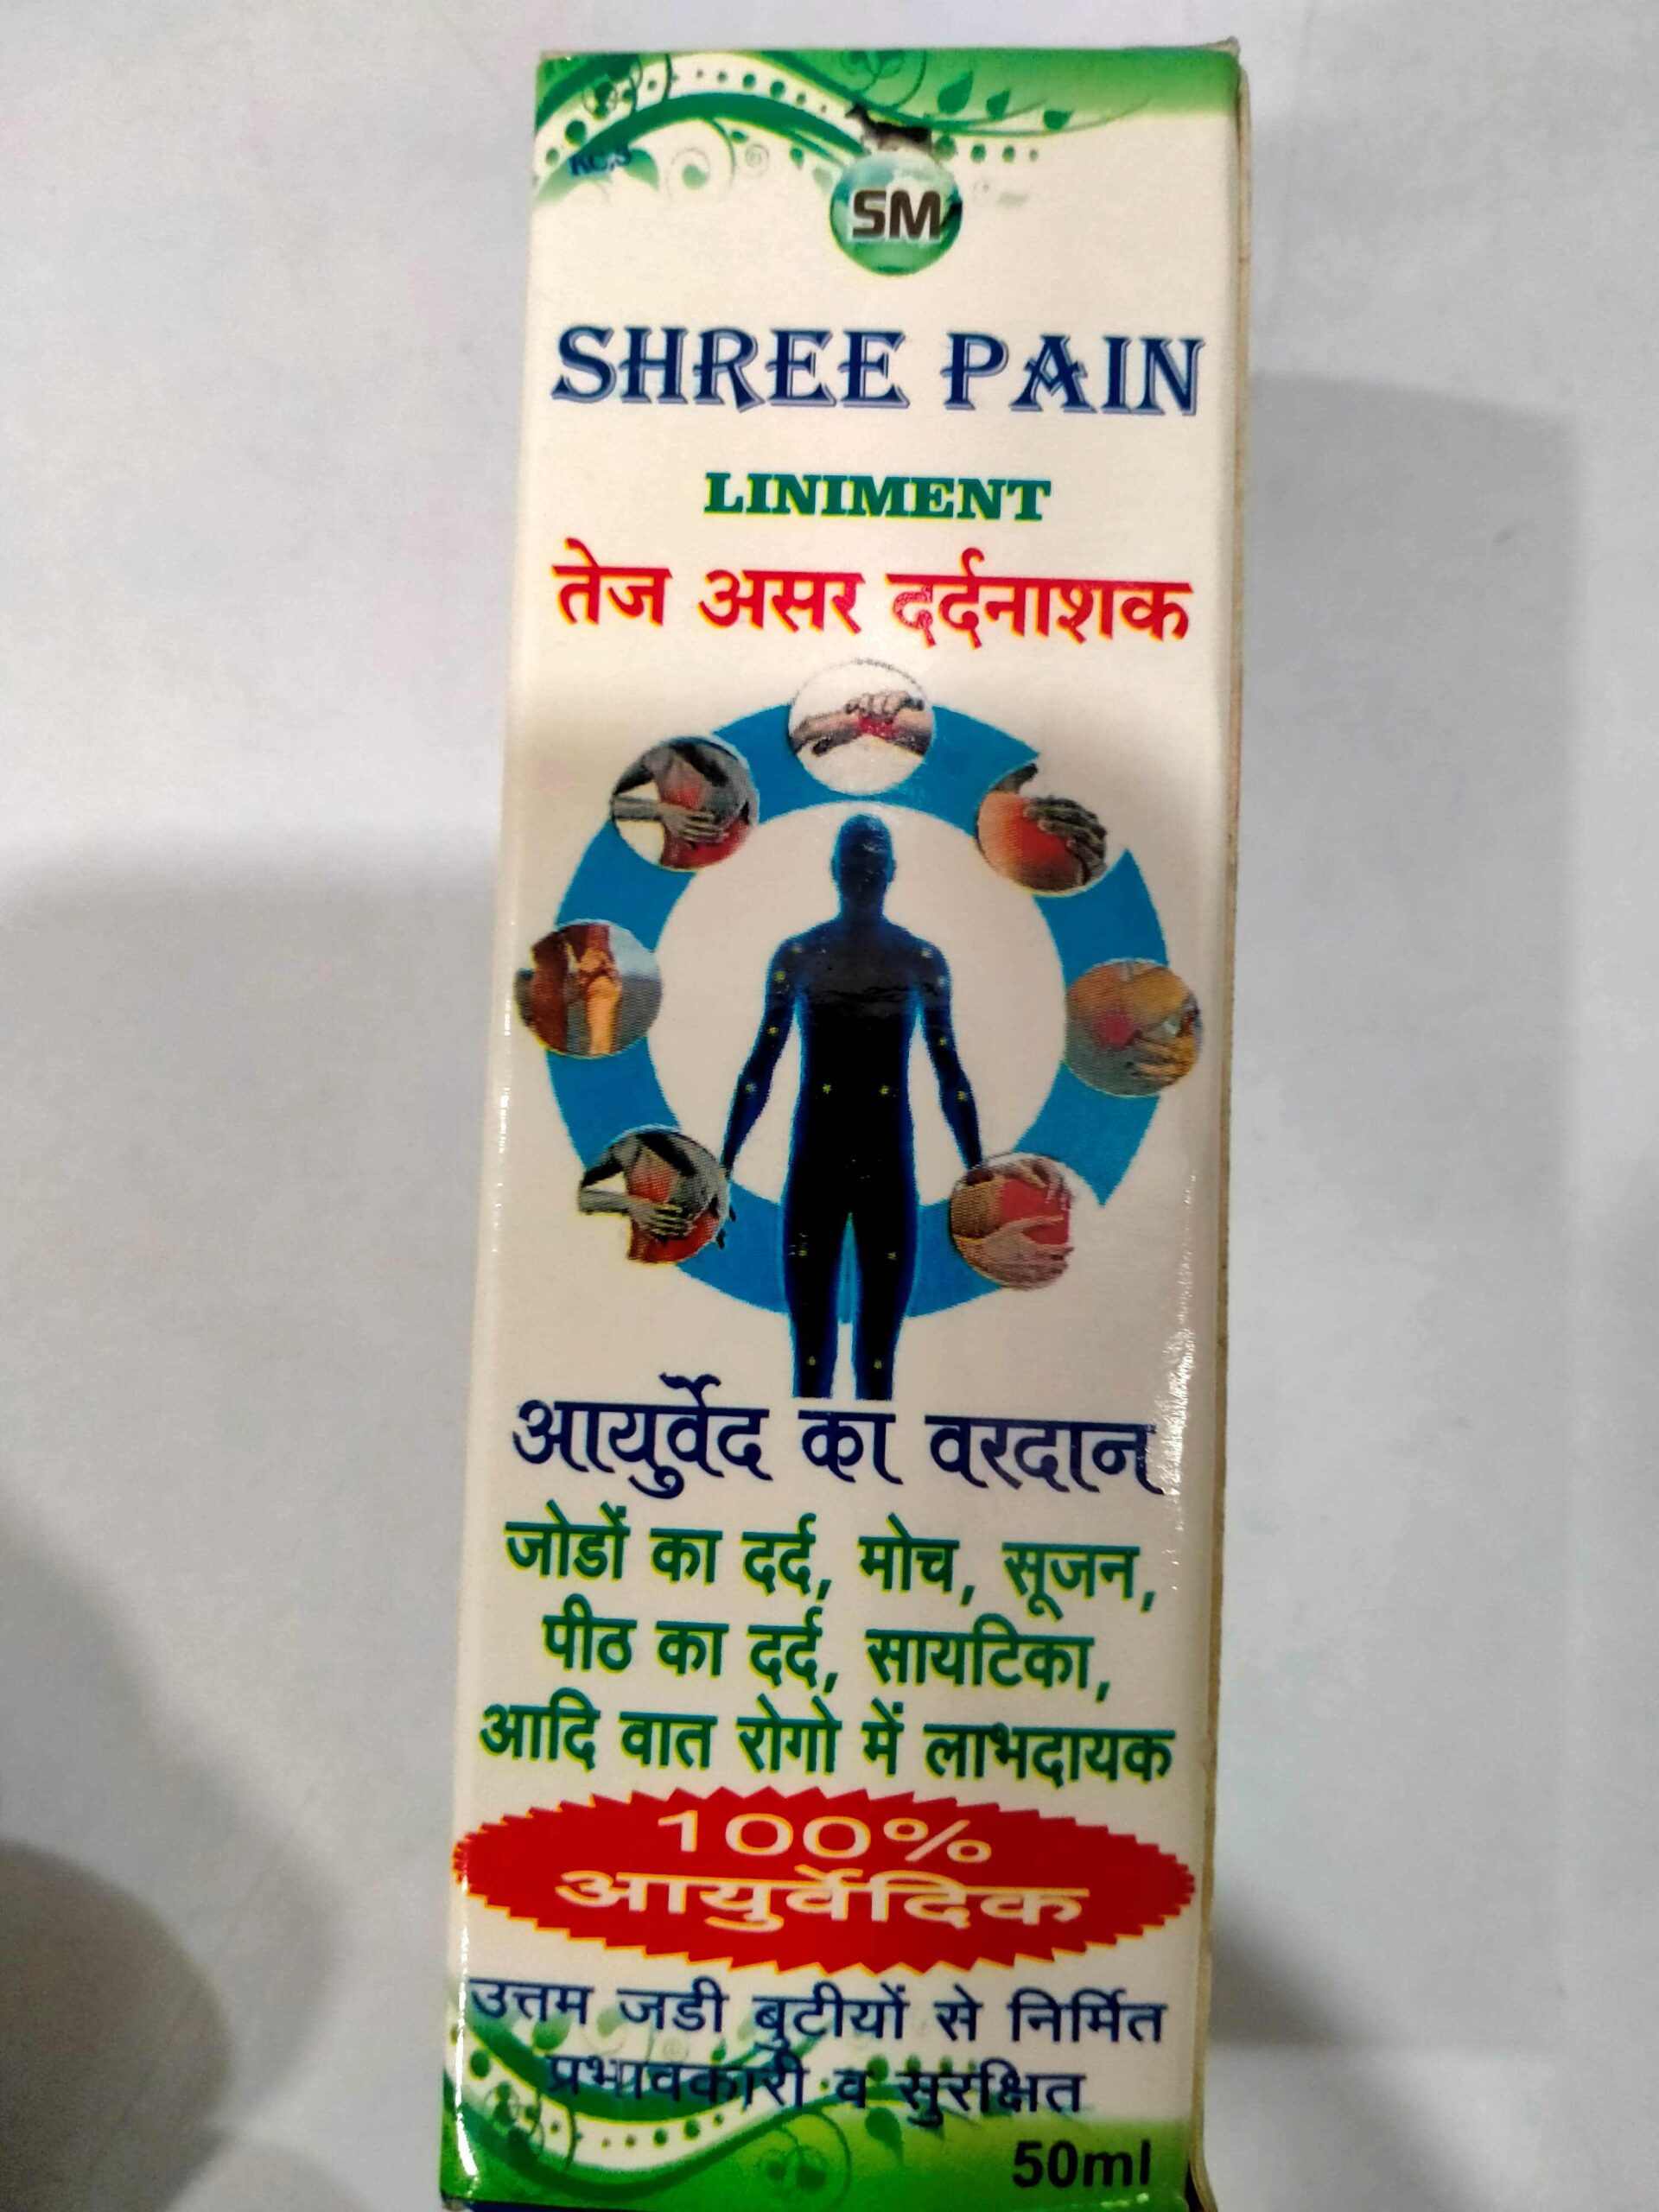 SM
SHREE PAIN
LINIMENT
तेज असर दर्दनाशक
आयुर्वेद का वरदान
जोडों का दर्द, मोच, सूजन,
पीठ का दर्द, सायटिका,
आदि वात रोगो में लाभदायक
100%
आयुर्वेदिक
उत्तम जडी बुटीयों से निर्मित
प्रभावकारी व सुरक्षित
50ml